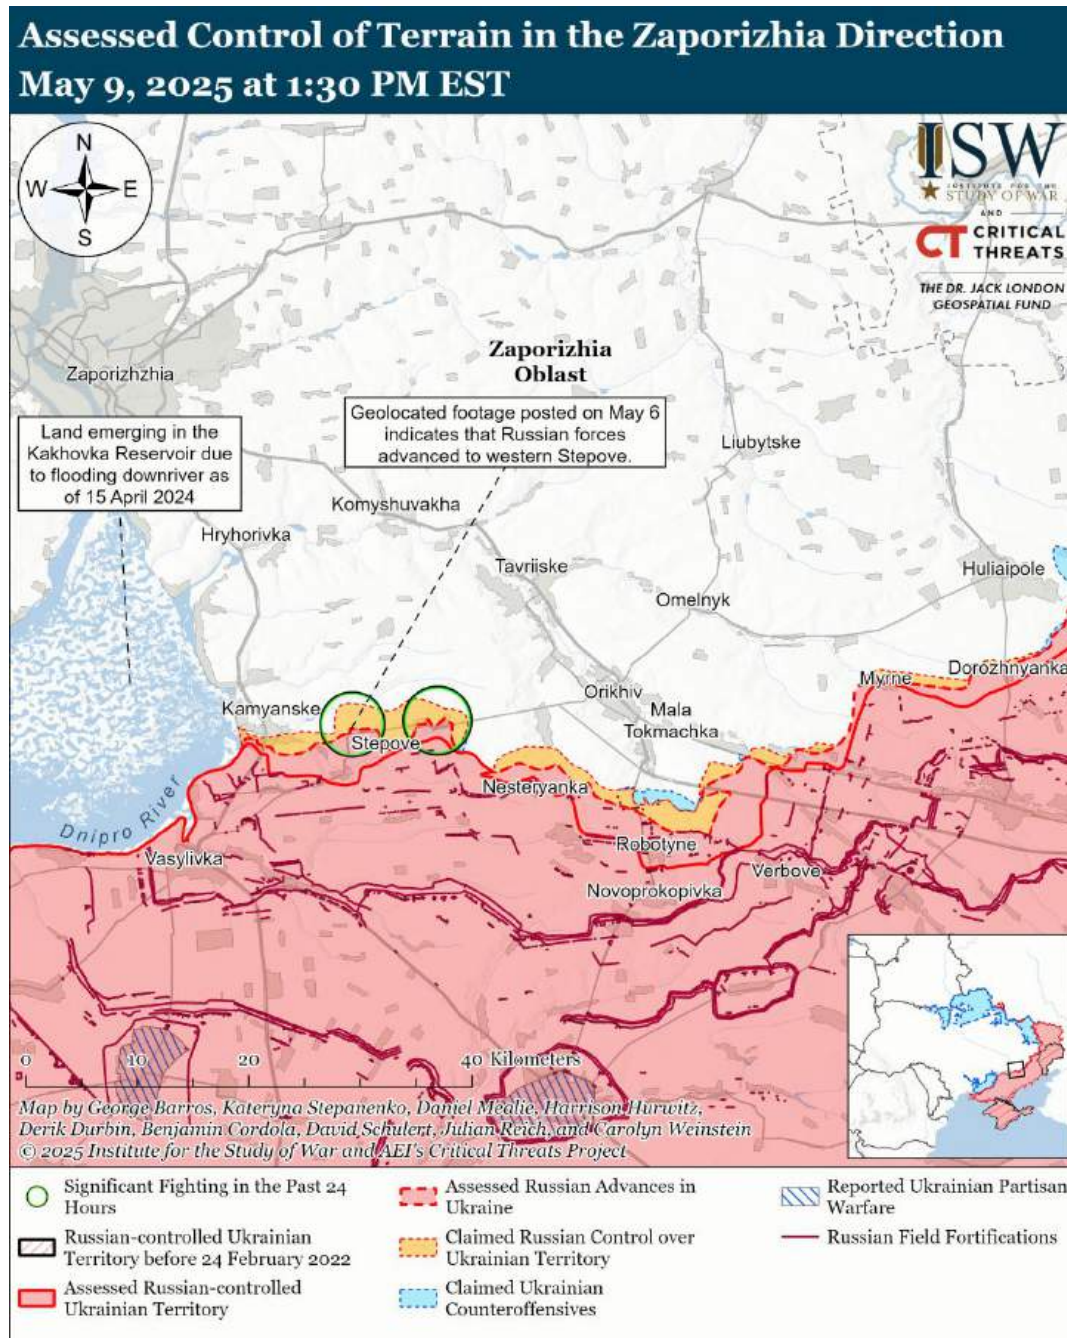 Assessed Control of Terrain in the Zaporizhia Direction
May 9, 2025 at 1:30 PM EST
N
W
E
S
ISW
INSTITUTE FOR THE
STUDY OF WAR
AND
CT CRITICAL
THREATS
THE DR. JACK LONDON
GEOSPATIAL FUND
Zaporizhia
Oblast
Zaporizhzhia
Geolocated footage posted on May 6
indicates that Russian forces
advanced to western Stepove.
Land emerging in the
Kakhovka Reservoir due
to flooding downriver as
of 15 April 2024
Liubytske
Komyshuvakha
Hryhorivka
Tavriiske
Huliaipole
Omelnyk
Dorozhnyanka
Myrne
Orikhiv
Kamyanske
Mala
Tokmachka
Stepove
Nesteryanka
Dnipro River
Robotyne
Vasylivka
Verbove
Novoprokopivka
0
10
20
40 Kilometers
Map by George Barros, Kateryna Stepanenko, Daniel Mealie, Harrison Hurwitz,
Derik Durbin, Benjamin Cordola, David Schulert, Julian Reich, and Carolyn Weinstein
© 2025 Institute for the Study of War and AEI's Critical Threats Project
Significant Fighting in the Past 24
Hours
Russian-controlled Ukrainian
Territory before 24 February 2022
Assessed Russian-controlled
Ukrainian Territory
Assessed Russian Advances in
Ukraine
Claimed Russian Control over
Ukrainian Territory
Claimed Ukrainian
Counteroffensives
Reported Ukrainian Partisan
Warfare
Russian Field Fortifications